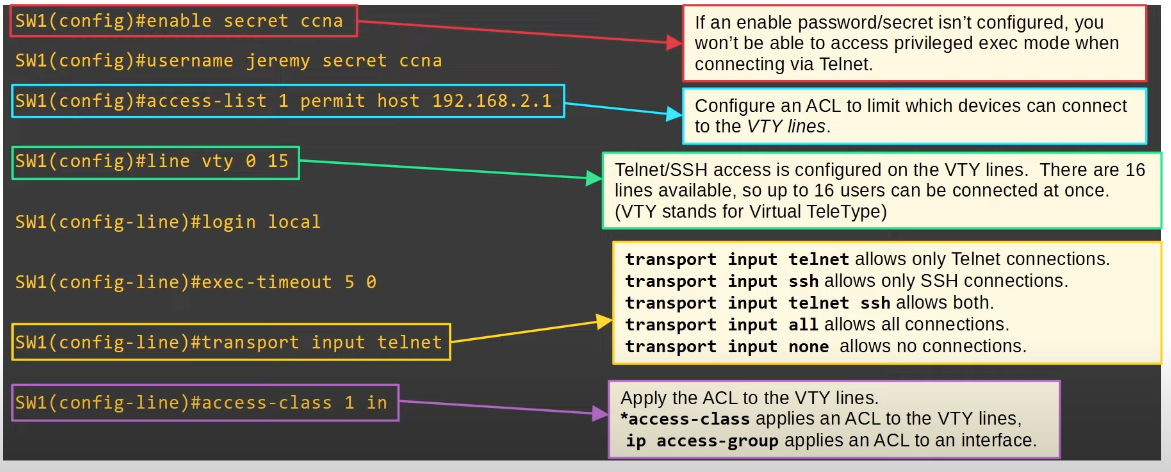 SW1(config)#enable secret ccna
If an enable password/secret isn't configured, you
won't be able to access privileged exec mode when
connecting via Telnet.
SW1(config)#username jeremy secret ccna
SW1(config)#access-list 1 permit host 192.168.2.1
Configure an ACL to limit which devices can connect
to the VTY lines.
SW1(config)#line vty 0 15
Telnet/SSH access is configured on the VTY lines.  There are 16
lines available, so up to 16 users can be connected at once.
(VTY stands for Virtual TeleType)
SW1(config-line)#login local
SW1(config-line)#exec-timeout 5 0
SW1(config-line)#transport input telnet
transport input telnet allows only Telnet connections.
transport input ssh allows only SSH connections.
transport input telnet ssh allows both.
transport input all allows all connections.
transport input none  allows no connections.
SW1(config-line)#access-class 1 in
Apply the ACL to the VTY lines.
*access-class applies an ACL to the VTY lines,
ip access-group applies an ACL to an interface.